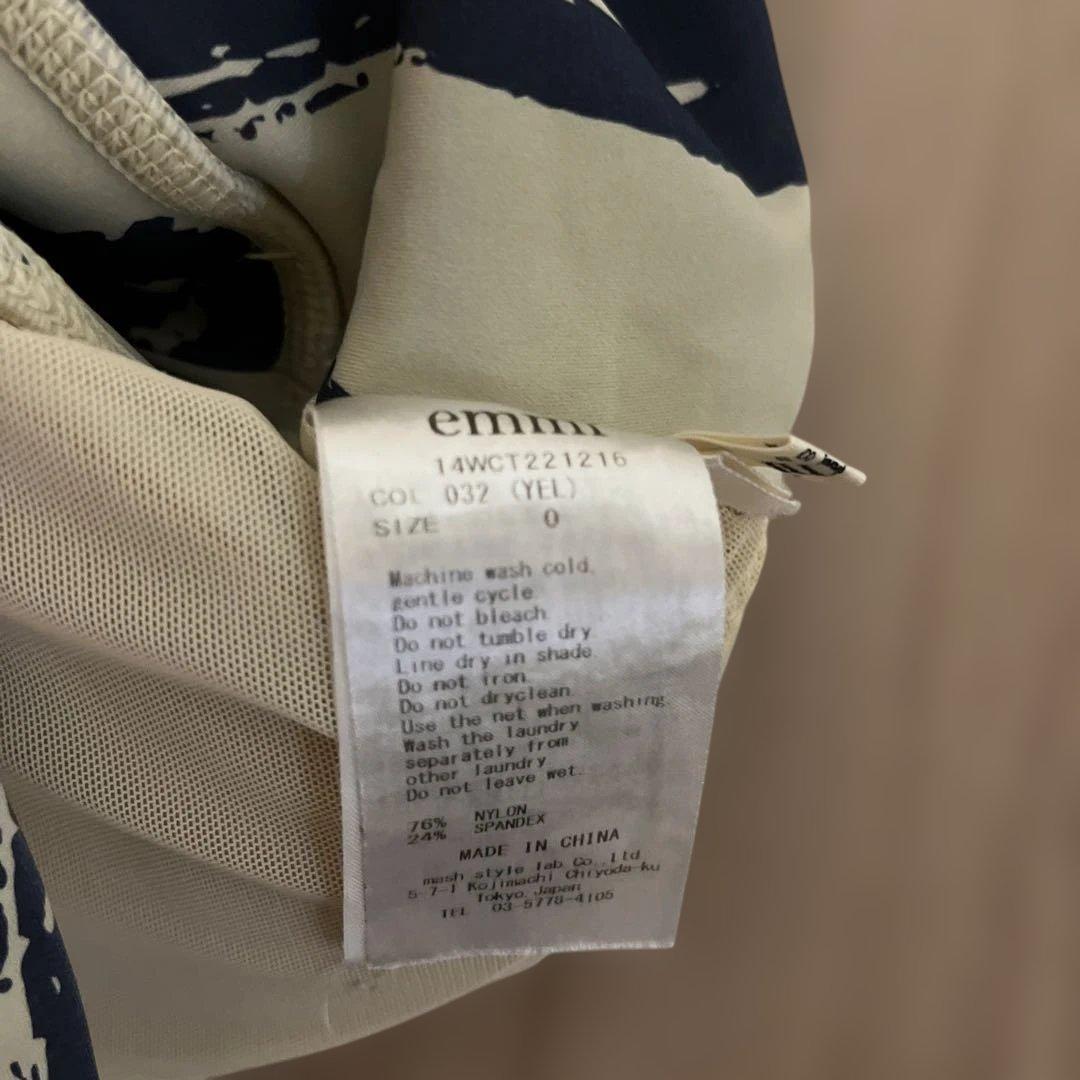 emmi
14WCT221216
COL 032 (YEL)
SIZE 0
Machine wash cold.
gentle cycle.
Do not bleach.
Do not tumble dry.
Line dry in shade.
Do not iron.
Do not dryclean.
Use the net when washing.
Wash the laundry
separately from
other laundry.
Do not leave wet.
76% NYLON
24% SPANDEX
MADE IN CHINA
mash style lab Co.,Ltd.
5-7-1 Kojimachi Chiyoda-ku
Tokyo Japan
TEL 03-5778-4105